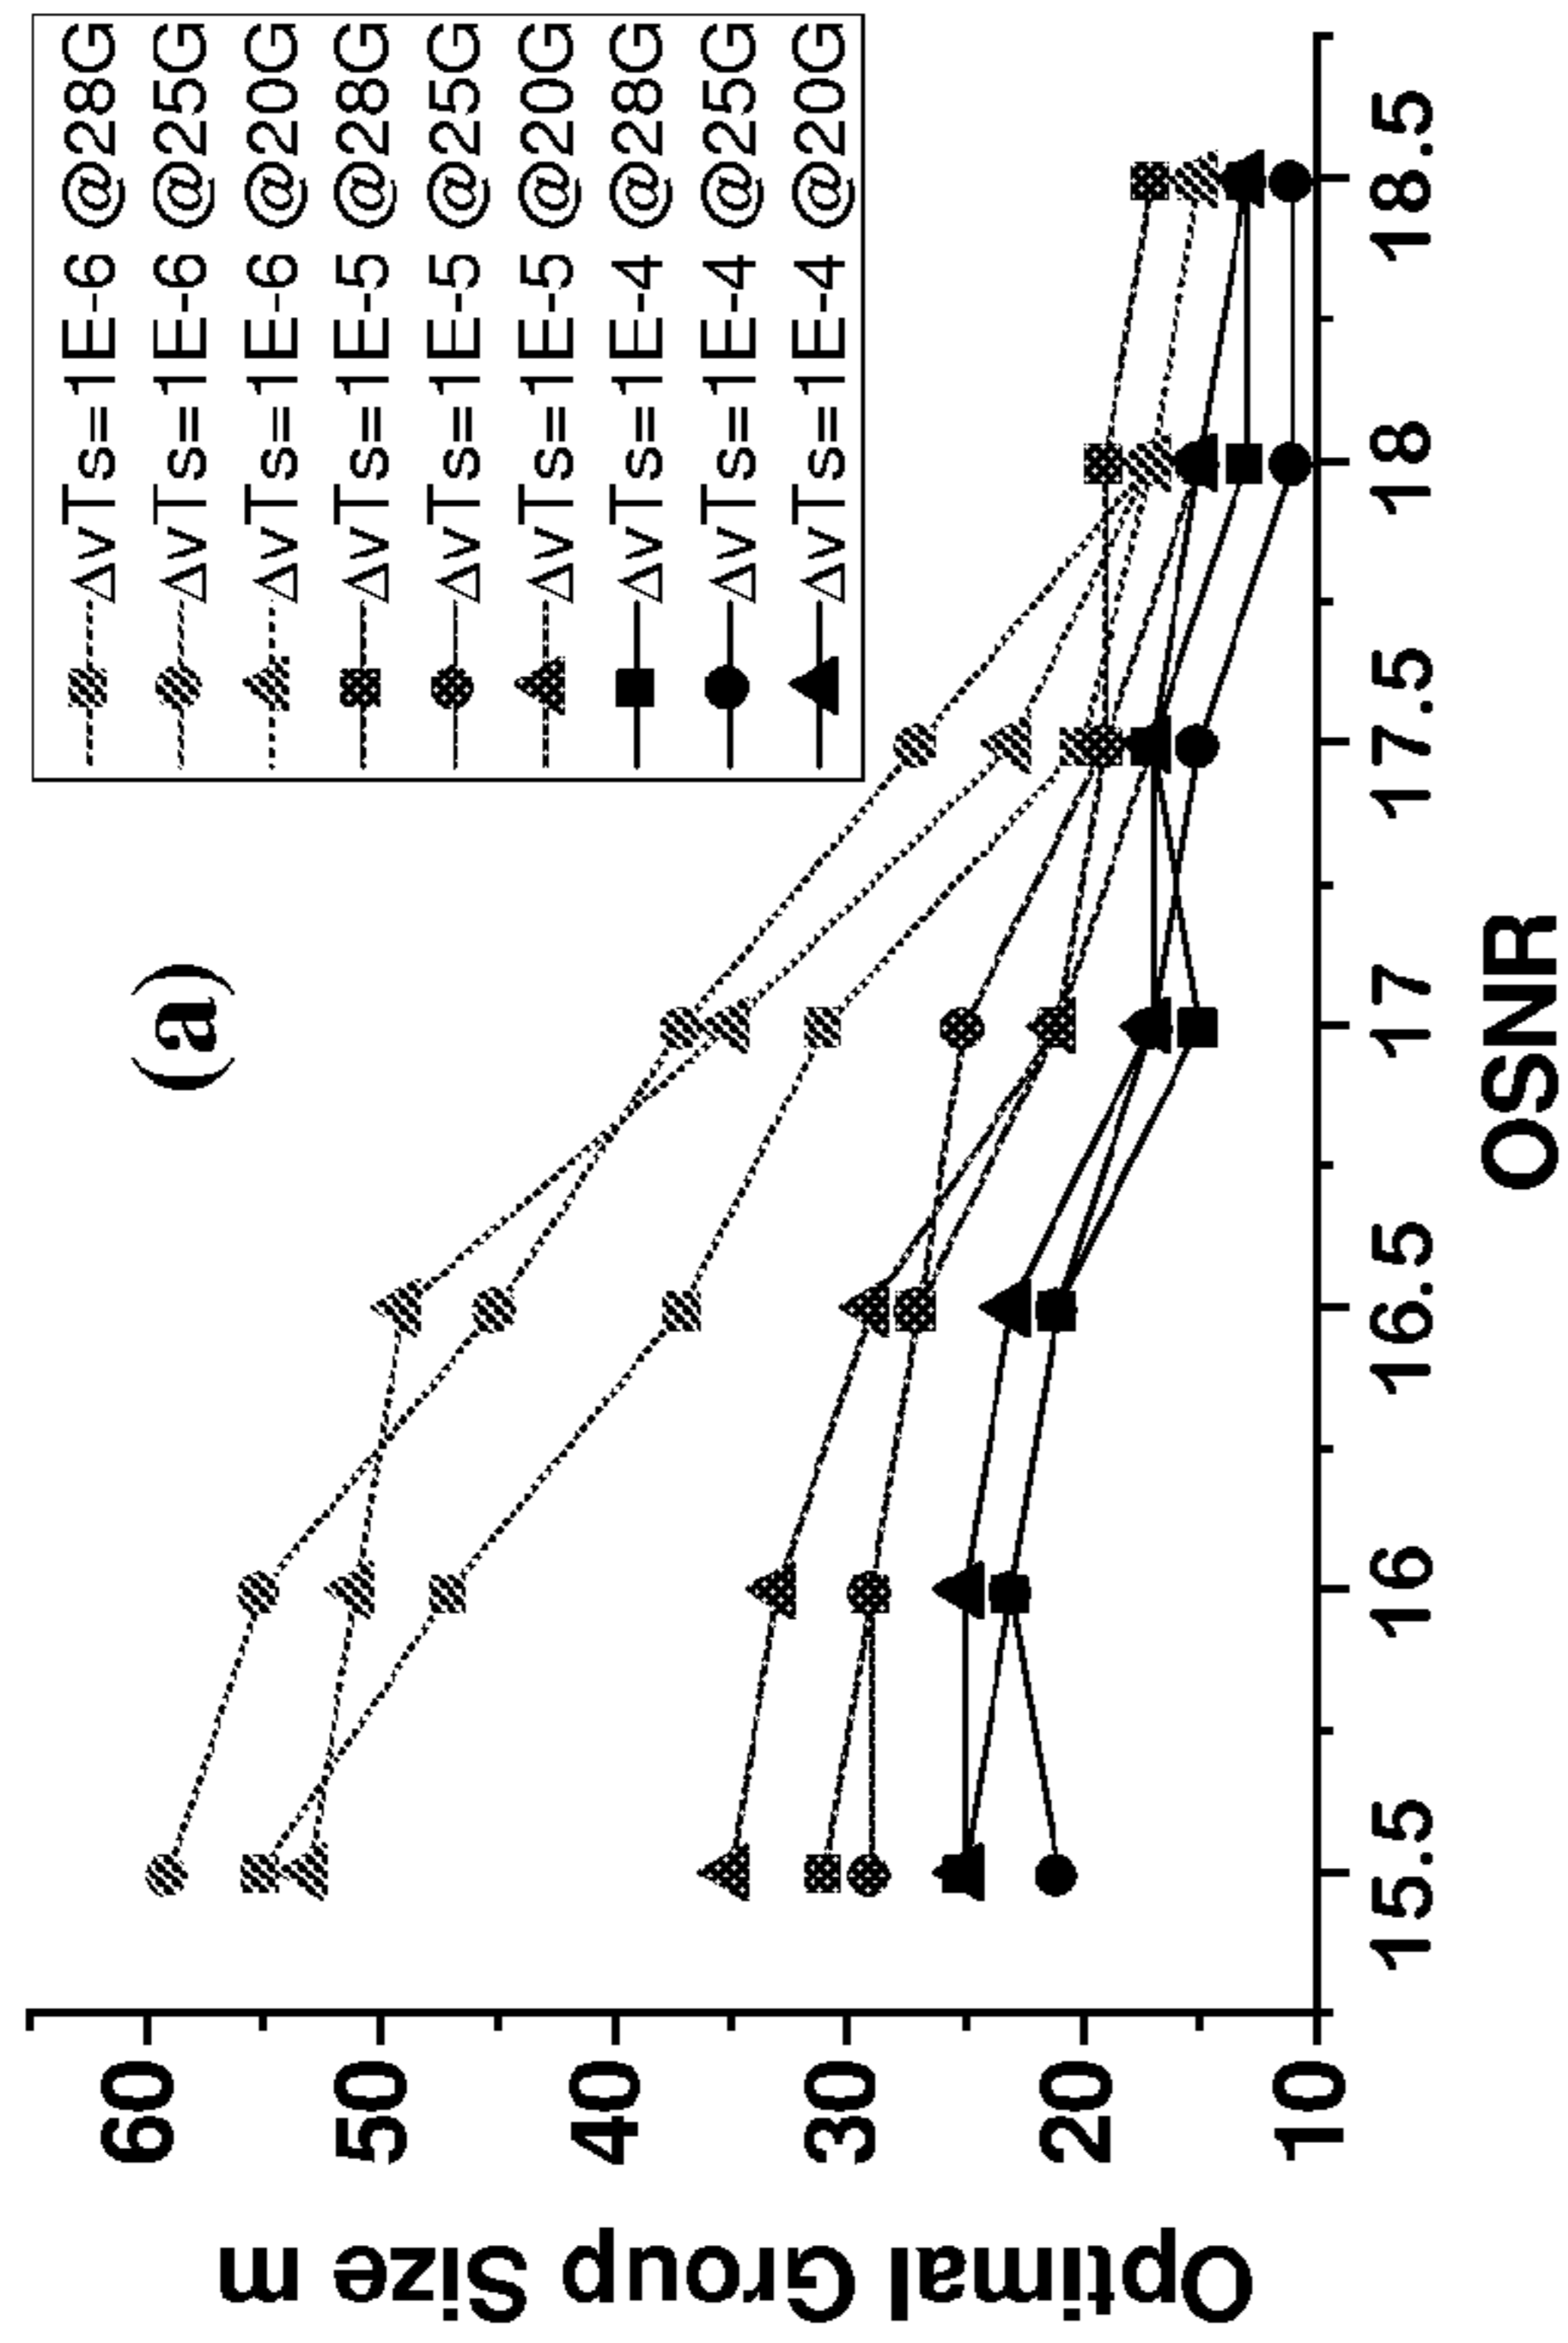 (a)
ΔvTs=1E-6 @28G
ΔvTs=1E-6 @25G
ΔvTs=1E-6 @20G
ΔvTs=1E-5 @28G
ΔvTs=1E-5 @25G
ΔvTs=1E-5 @20G
ΔvTs=1E-4 @28G
ΔvTs=1E-4 @25G
ΔvTs=1E-4 @20G
Optimal Group Size m
60
50
40
30
20
10
15.5 16 16.5 17 17.5 18 18.5
OSNR